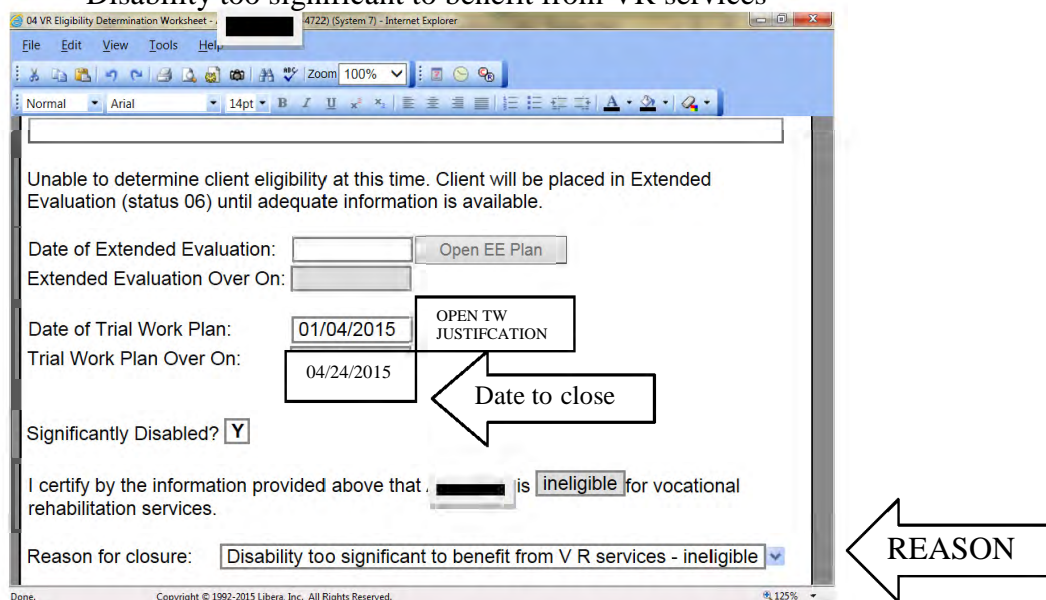 Disability too significant to benefit from VR services
04 VR Eligibility Determination Worksheet - 4722) (System 7) - Internet Explorer
File Edit View Tools Help
Zoom 100%
Normal Arial 14pt B I U x² x₂ A
Unable to determine client eligibility at this time. Client will be placed in Extended
Evaluation (status 06) until adequate information is available.
Date of Extended Evaluation: Open EE Plan
Extended Evaluation Over On:
Date of Trial Work Plan: 01/04/2015 OPEN TW
JUSTIFCATION
Trial Work Plan Over On: 04/24/2015
Date to close
Significantly Disabled? Y
I certify by the information provided above that is ineligible for vocational
rehabilitation services.
Reason for closure: Disability too significant to benefit from V R services - ineligible
REASON
Done. Copyright © 1992-2015 Libera, Inc. All Rights Reserved. 125%